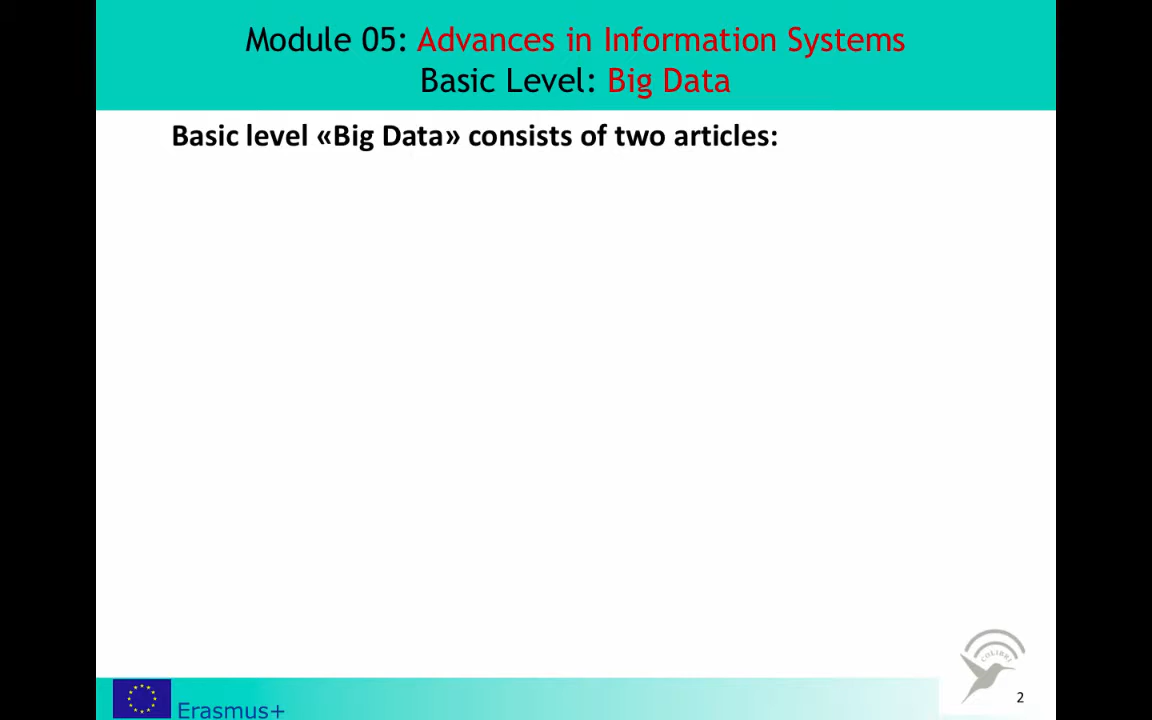 Module 05: Advances in Information Systems
Basic Level: Big Data
Basic level «Big Data» consists of two articles:
COLIBRI
2
Erasmus+